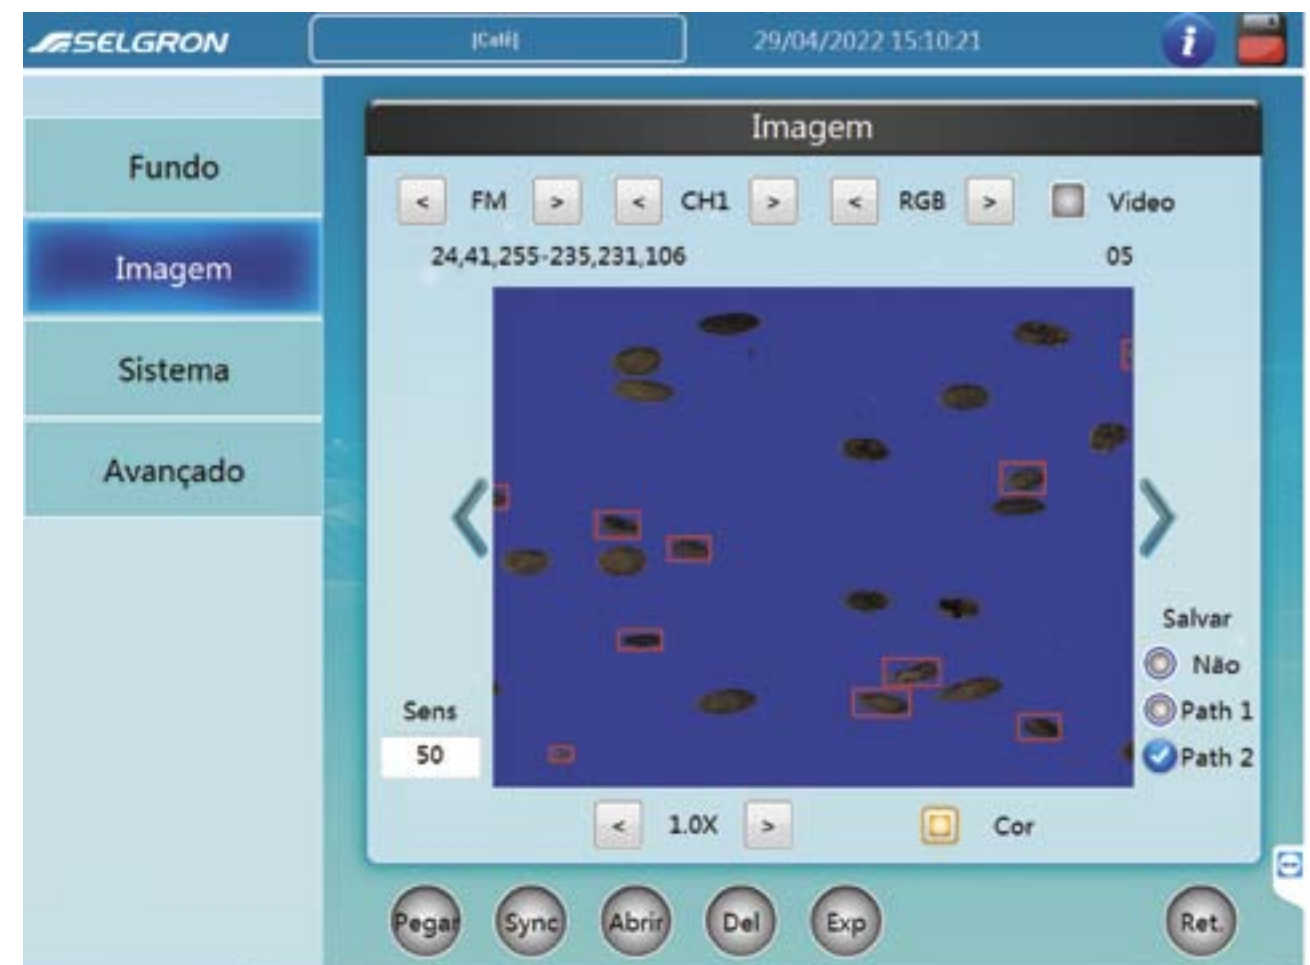 SELGRON
[Café]
29/04/2022 15:10:21
i
Fundo
Imagem
Sistema
Avançado
Imagem
< FM > < CH1 > < RGB > Video
24,41,255-235,231,106 05
Salvar
Não
Path 1
Path 2
Sens
50
< 1.0X > Cor
Pegar Sync Abrir Del Exp Ret.